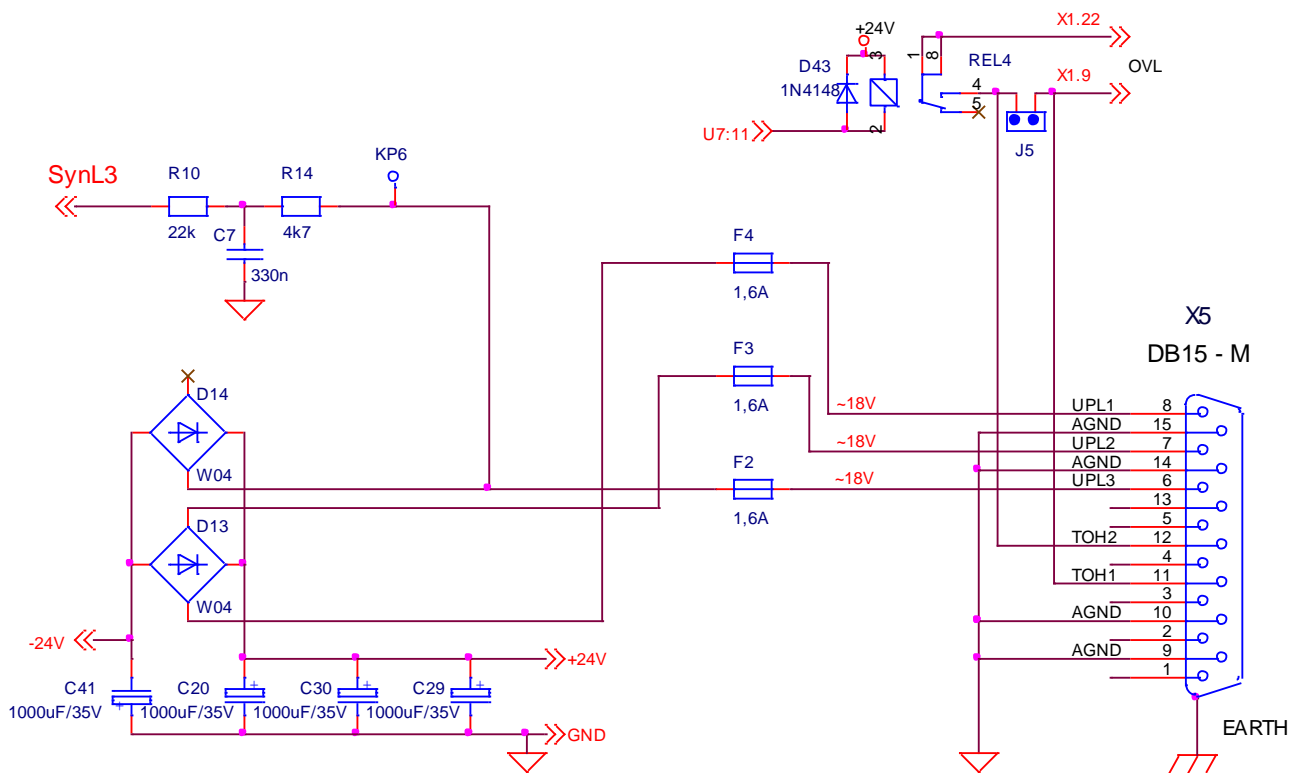 X1.22
+24V
3
1
8
REL4
D43
1N4148
4
X1.9
OVL
5
U7:11
2
J5
KP6
SynL3
R10
R14
22k
C7
4k7
330n
F4
1,6A
X5
DB15 - M
F3
1,6A
D14
~18V
UPL1
8
AGND
15
~18V
UPL2
7
W04
F2
AGND
14
~18V
UPL3
6
1,6A
13
D13
5
TOH2
12
4
TOH1
11
W04
3
AGND
10
-24V
2
AGND
9
+24V
1
C41
C20
C30
C29
1000uF/35V
1000uF/35V
1000uF/35V
1000uF/35V
+
+
+
+
GND
EARTH